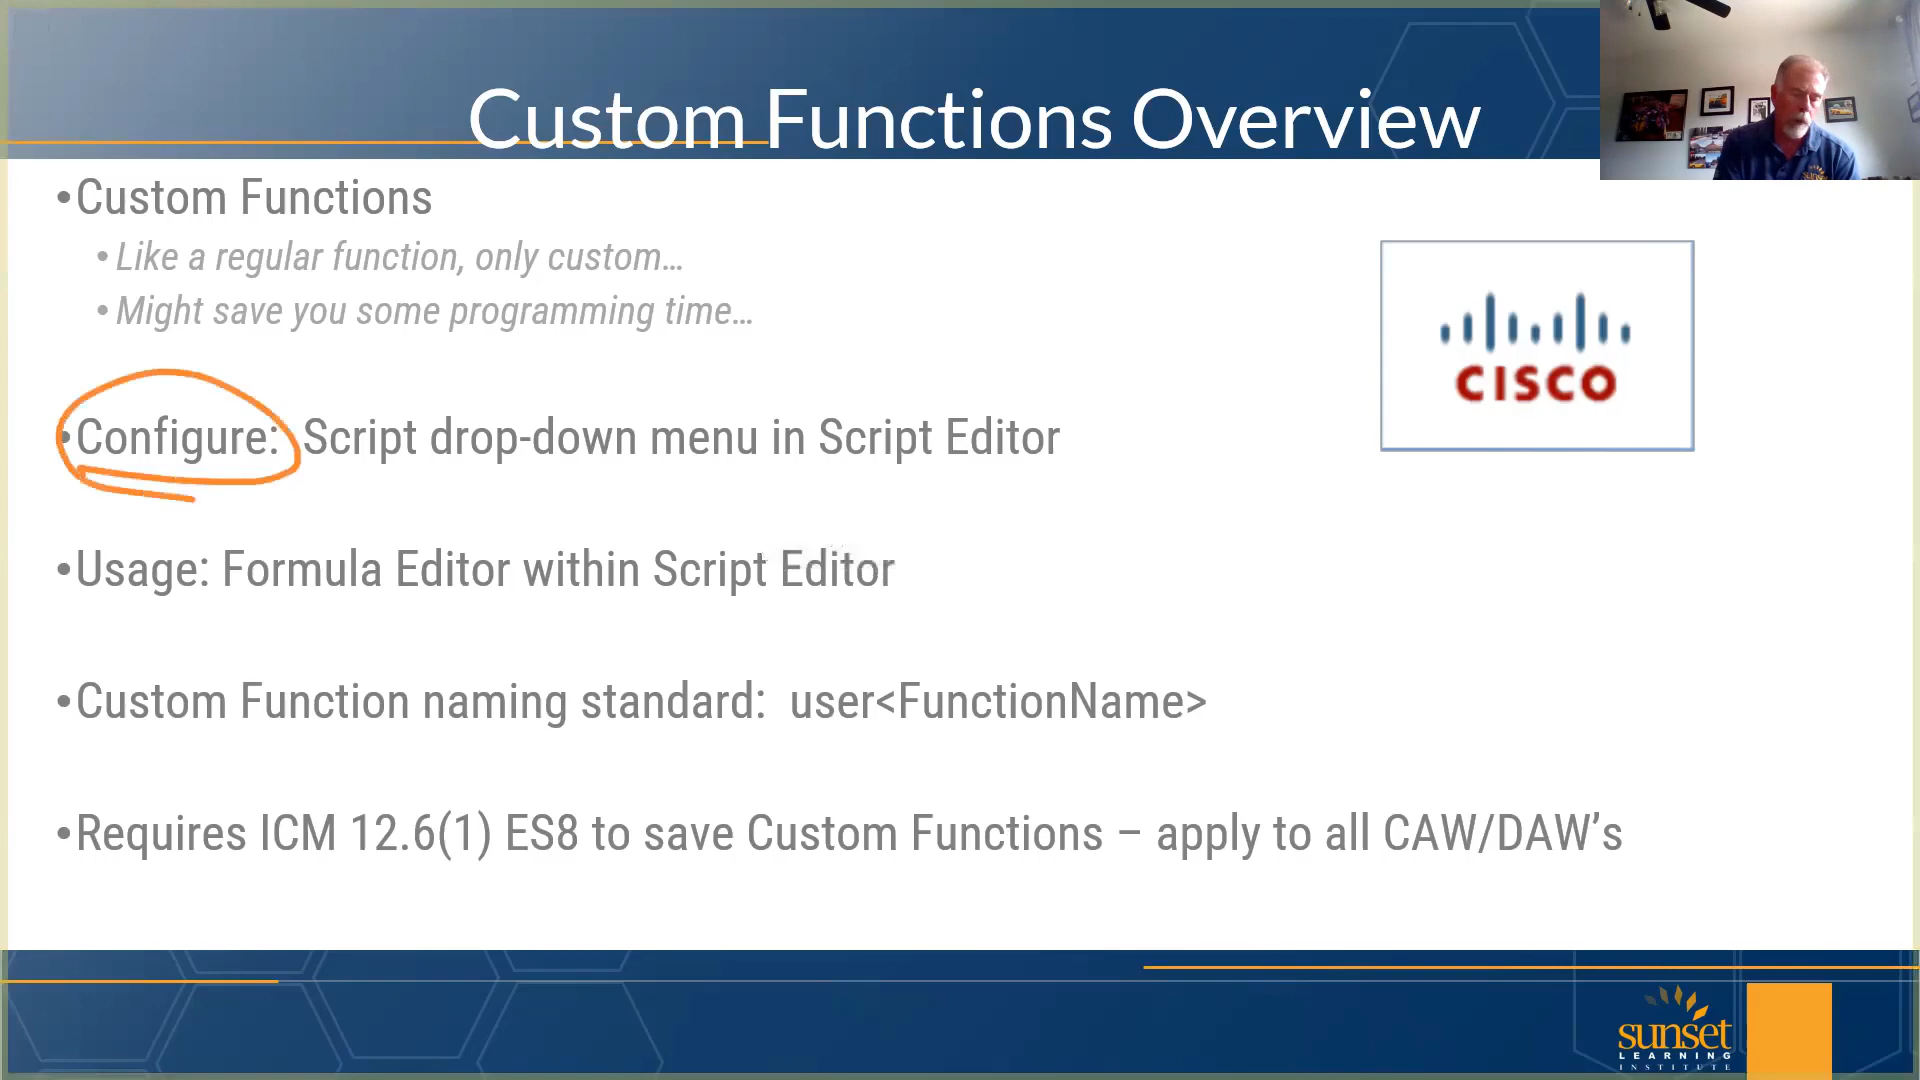 Custom Functions Overview
•Custom Functions
•Like a regular function, only custom…
•Might save you some programming time…
•Configure:  Script drop-down menu in Script Editor
•Usage: Formula Editor within Script Editor
•Custom Function naming standard:  user<FunctionName>
•Requires ICM 12.6(1) ES8 to save Custom Functions – apply to all CAW/DAW’s
CISCO
sunset
LEARNING
INSTITUTE